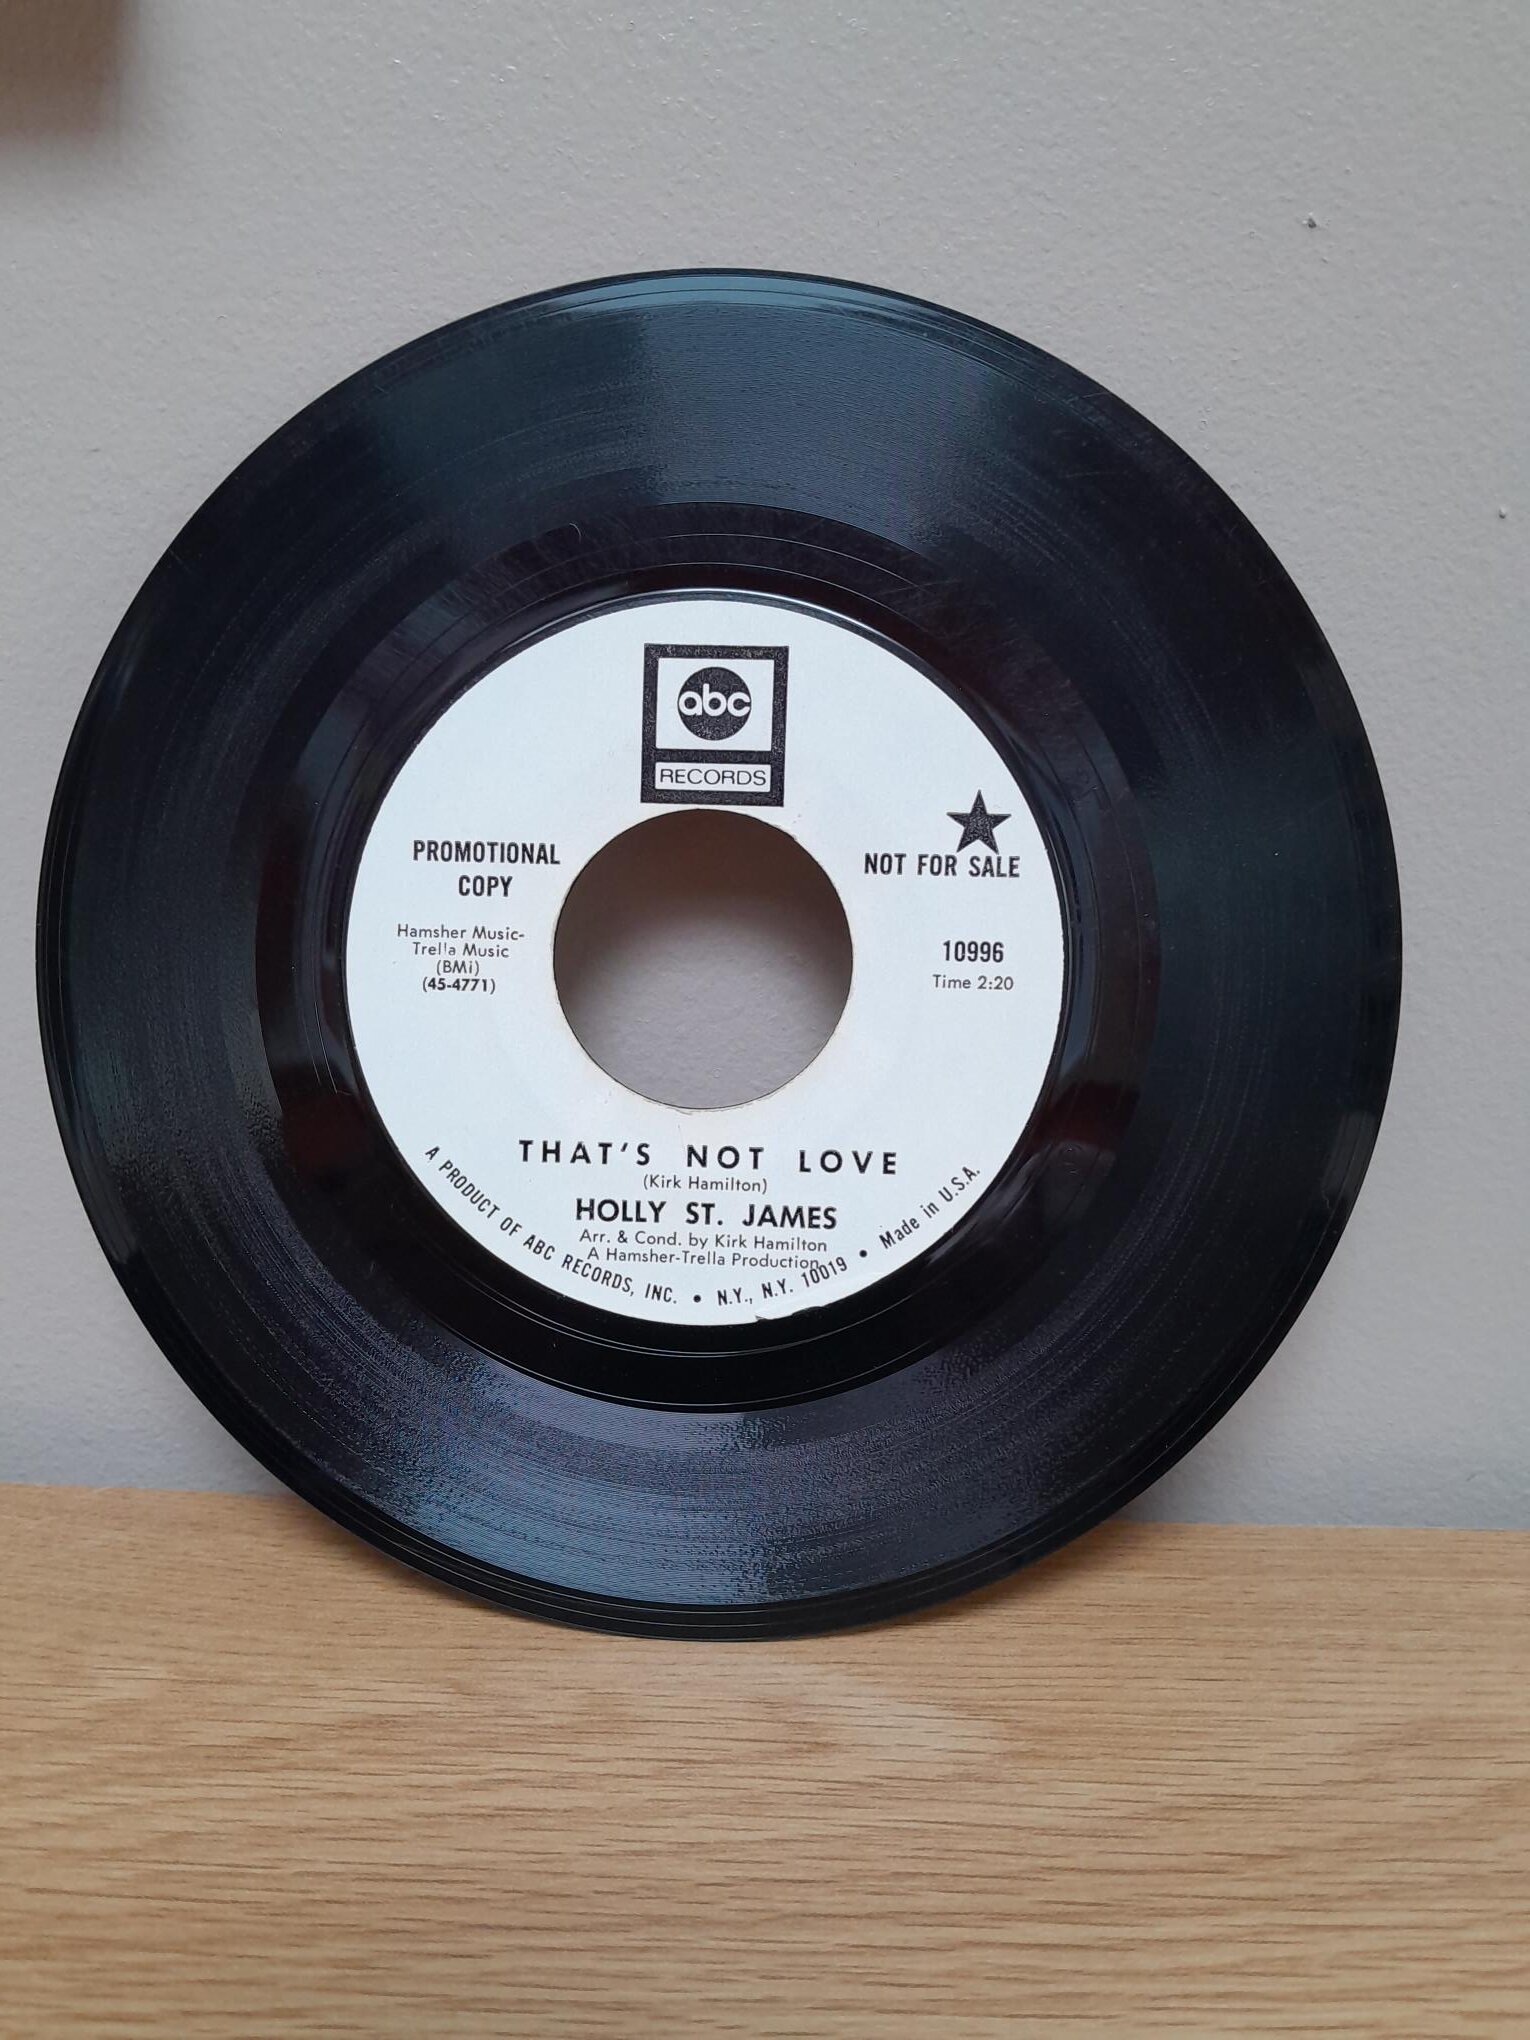 abc
RECORDS
PROMOTIONAL
COPY
NOT FOR SALE
Hamsher Music-
Trella Music
(BMi)
(45-4771)
10996
Time 2:20
THAT'S NOT LOVE
(Kirk Hamilton)
HOLLY ST. JAMES
Arr. & Cond. by Kirk Hamilton
A Hamsher-Trella Production
A PRODUCT OF ABC RECORDS, INC. • N.Y., N.Y. 10019 • Made in U.S.A.